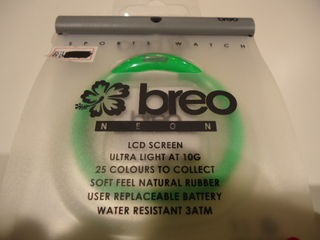 breo
SPORTS WATCH
breo
NEON
LCD SCREEN
ULTRA LIGHT AT 10G
25 COLOURS TO COLLECT
SOFT FEEL NATURAL RUBBER
USER REPLACEABLE BATTERY
WATER RESISTANT 3ATM